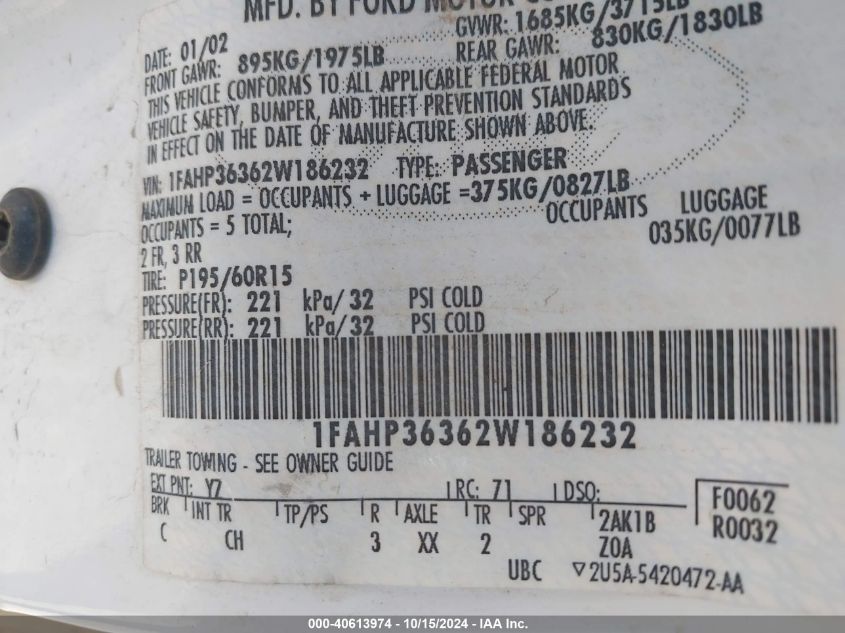 MFD. BY FORD MOTOR CO
DATE: 01/02 GVWR: 1685KG/3715LB
FRONT GAWR: 895KG/1975LB REAR GAWR: 830KG/1830LB
THIS VEHICLE CONFORMS TO ALL APPLICABLE FEDERAL MOTOR
VEHICLE SAFETY, BUMPER, AND THEFT PREVENTION STANDARDS
IN EFFECT ON THE DATE OF MANUFACTURE SHOWN ABOVE.
VIN: 1FAHP36362W186232 TYPE: PASSENGER
MAXIMUM LOAD = OCCUPANTS + LUGGAGE =375KG/0827LB
OCCUPANTS = 5 TOTAL; OCCUPANTS LUGGAGE
2 FR, 3 RR 035KG/0077LB
TIRE: P195/60R15
PRESSURE(FR): 221 kPa/ 32 PSI COLD
PRESSURE(RR): 221 kPa/ 32 PSI COLD
1FAHP36362W186232
TRAILER TOWING - SEE OWNER GUIDE
EXT PNT: YZ RC: 71 DSO: F0062
BRK INT TR TP/PS R AXLE TR SPR 2AK1B R0032
C CH 3 XX 2 Z0A
UBC ▽2U5A-5420472-AA
000-40613974 - 10/15/2024 - IAA Inc.